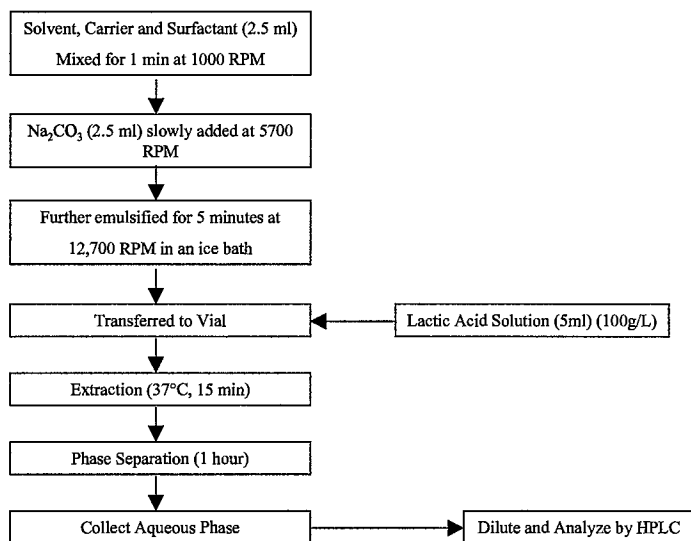 Solvent, Carrier and Surfactant (2.5 ml)
Mixed for 1 min at 1000 RPM
Na₂CO₃ (2.5 ml) slowly added at 5700
RPM
Further emulsified for 5 minutes at
12,700 RPM in an ice bath
Transferred to Vial
Lactic Acid Solution (5ml) (100g/L)
Extraction (37°C, 15 min)
Phase Separation (1 hour)
Collect Aqueous Phase
Dilute and Analyze by HPLC